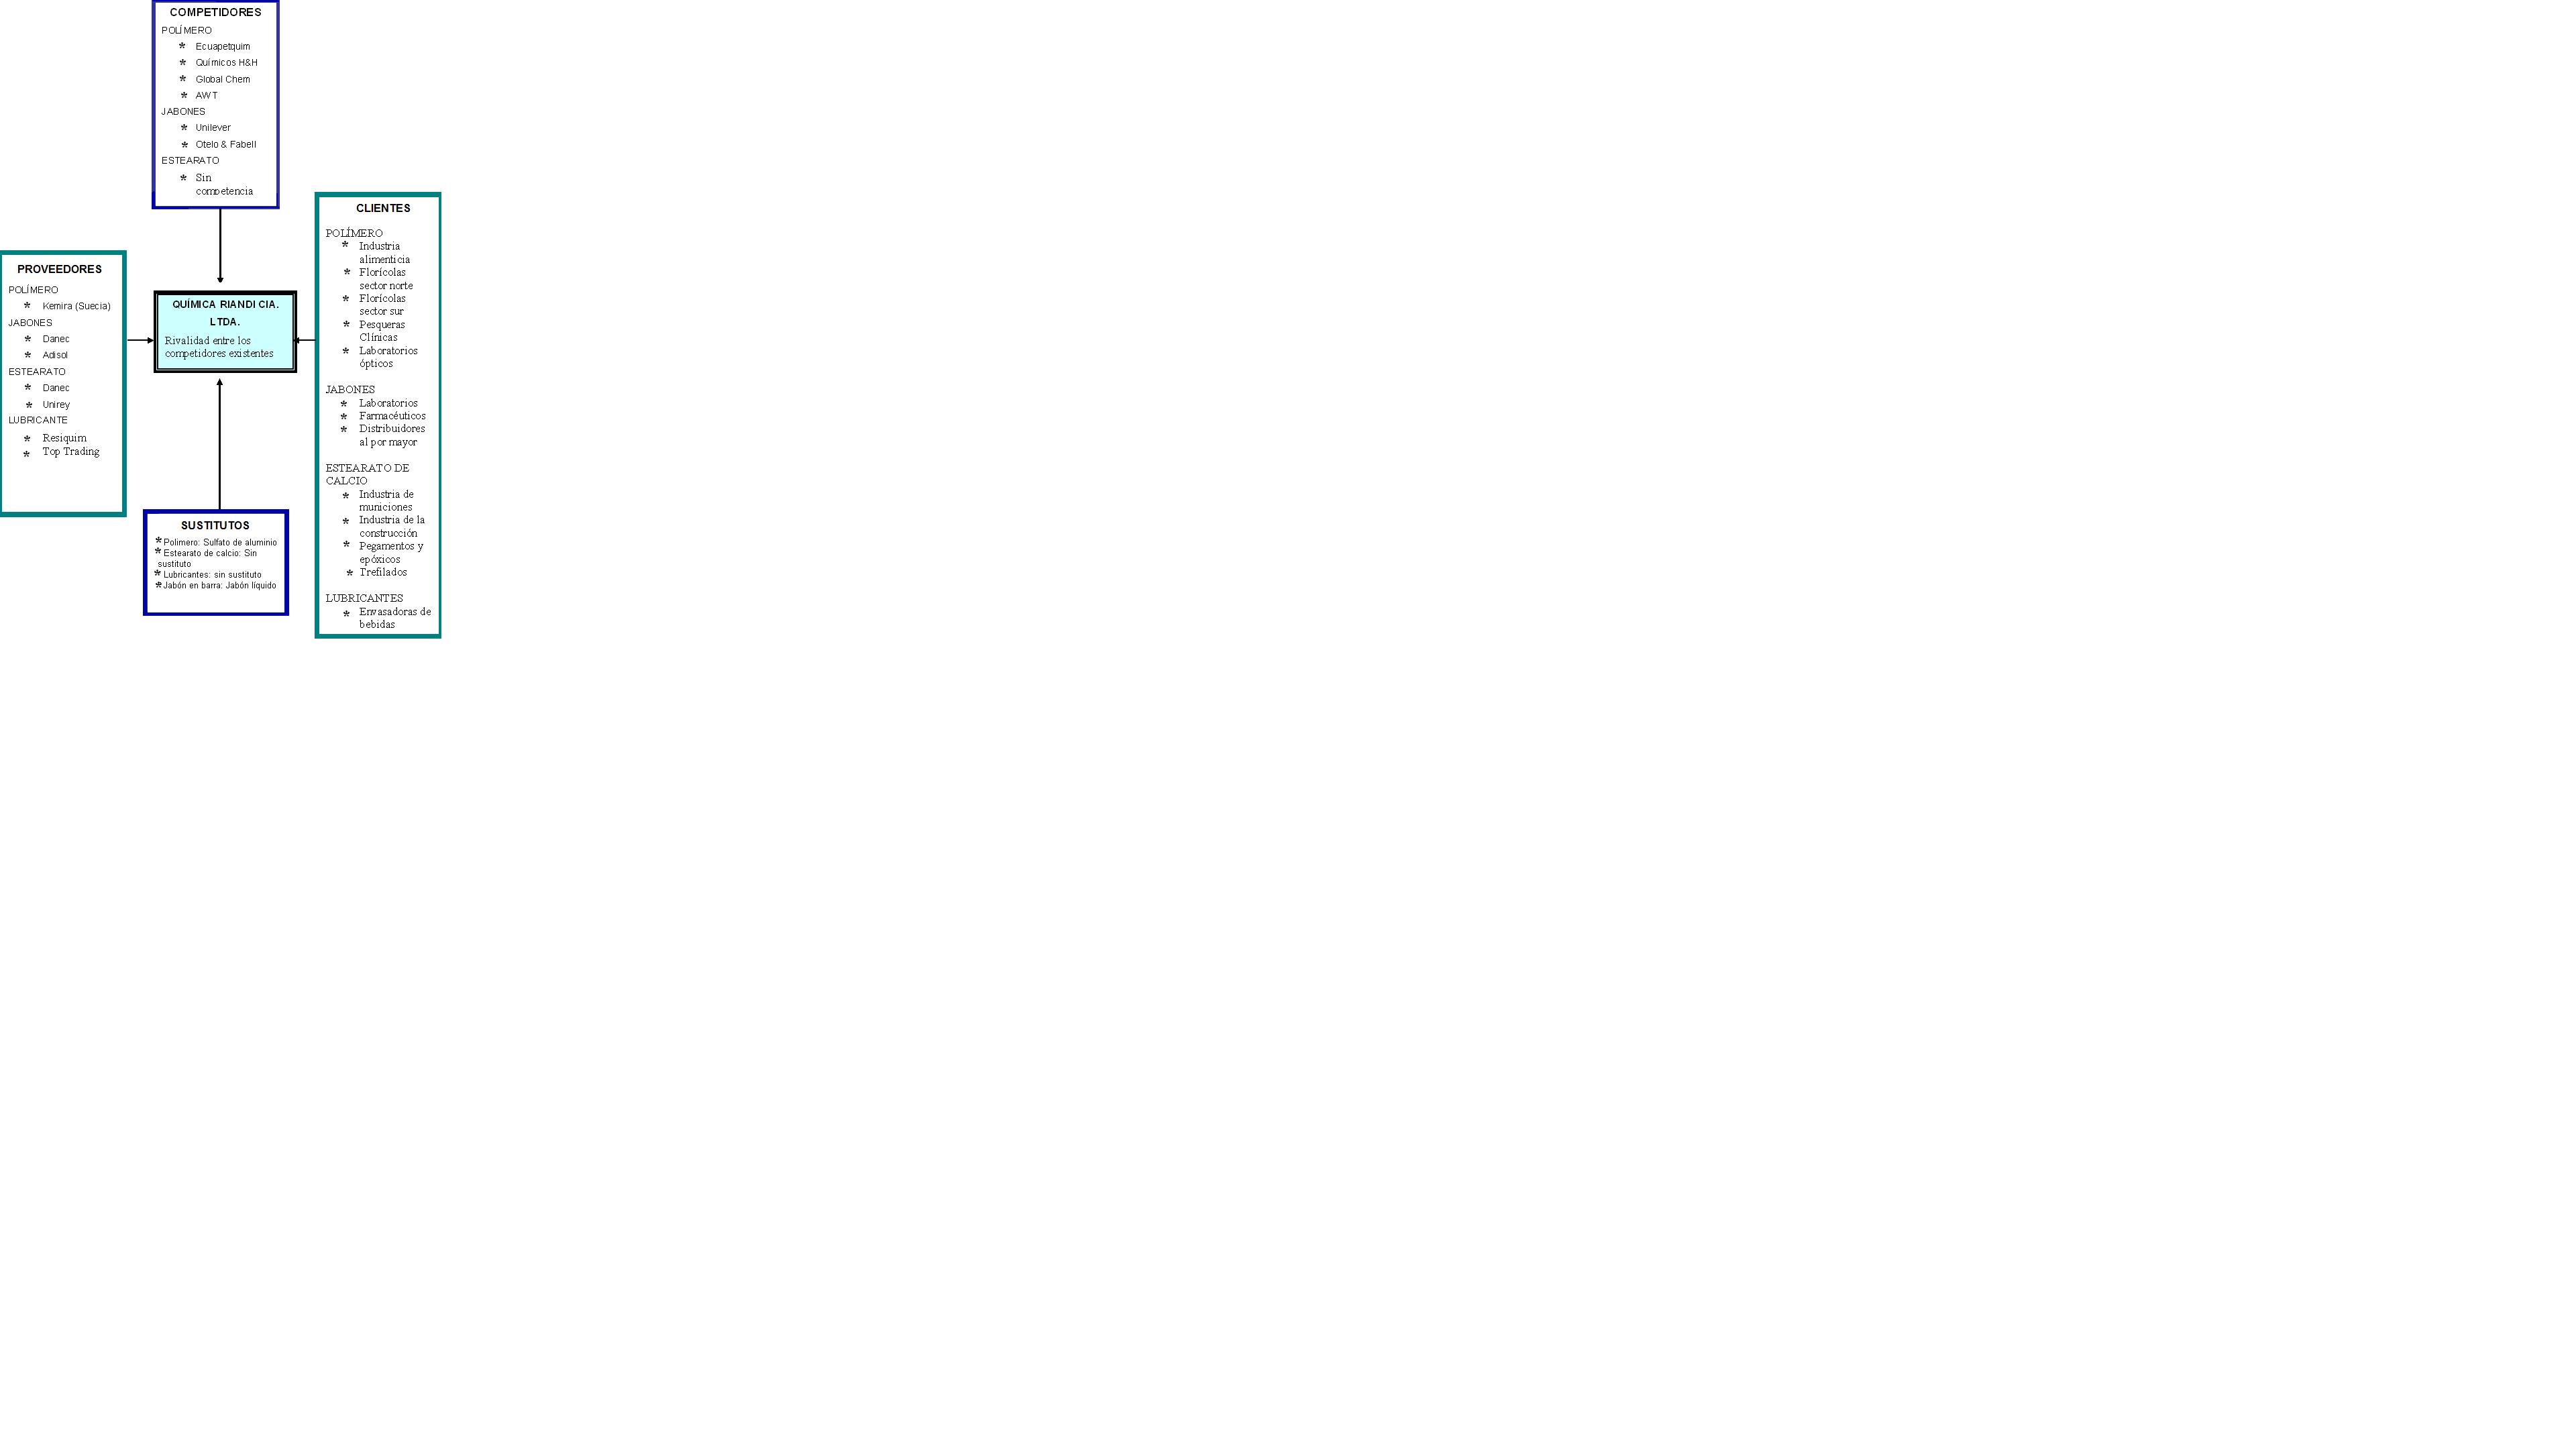 COMPETIDORES
POLÍMERO
* Ecuapetquim
* Químicos H&H
* Global Chem
* AWT
JABONES
* Unilever
* Otelo & Fabell
ESTEARATO
* Sin
competencia
PROVEEDORES
POLÍMERO
* Kemira (Suecia)
JABONES
* Danec
* Adisol
ESTEARATO
* Danec
* Unirey
LUBRICANTE
* Resiquim
* Top Trading
QUÍMICA RIANDI CIA.
LTDA.
Rivalidad entre los
competidores existentes
CLIENTES
POLÍMERO
* Industria
alimenticia
* Florícolas
sector norte
* Florícolas
sector sur
* Pesqueras
Clínicas
* Laboratorios
ópticos
JABONES
* Laboratorios
* Farmacéuticos
* Distribuidores
al por mayor
ESTEARATO DE
CALCIO
* Industria de
municiones
* Industria de la
construcción
* Pegamentos y
epóxicos
* Trefilados
LUBRICANTES
* Envasadoras de
bebidas
SUSTITUTOS
* Polimero: Sulfato de aluminio
* Estearato de calcio: Sin
sustituto
* Lubricantes: sin sustituto
* Jabón en barra: Jabón líquido